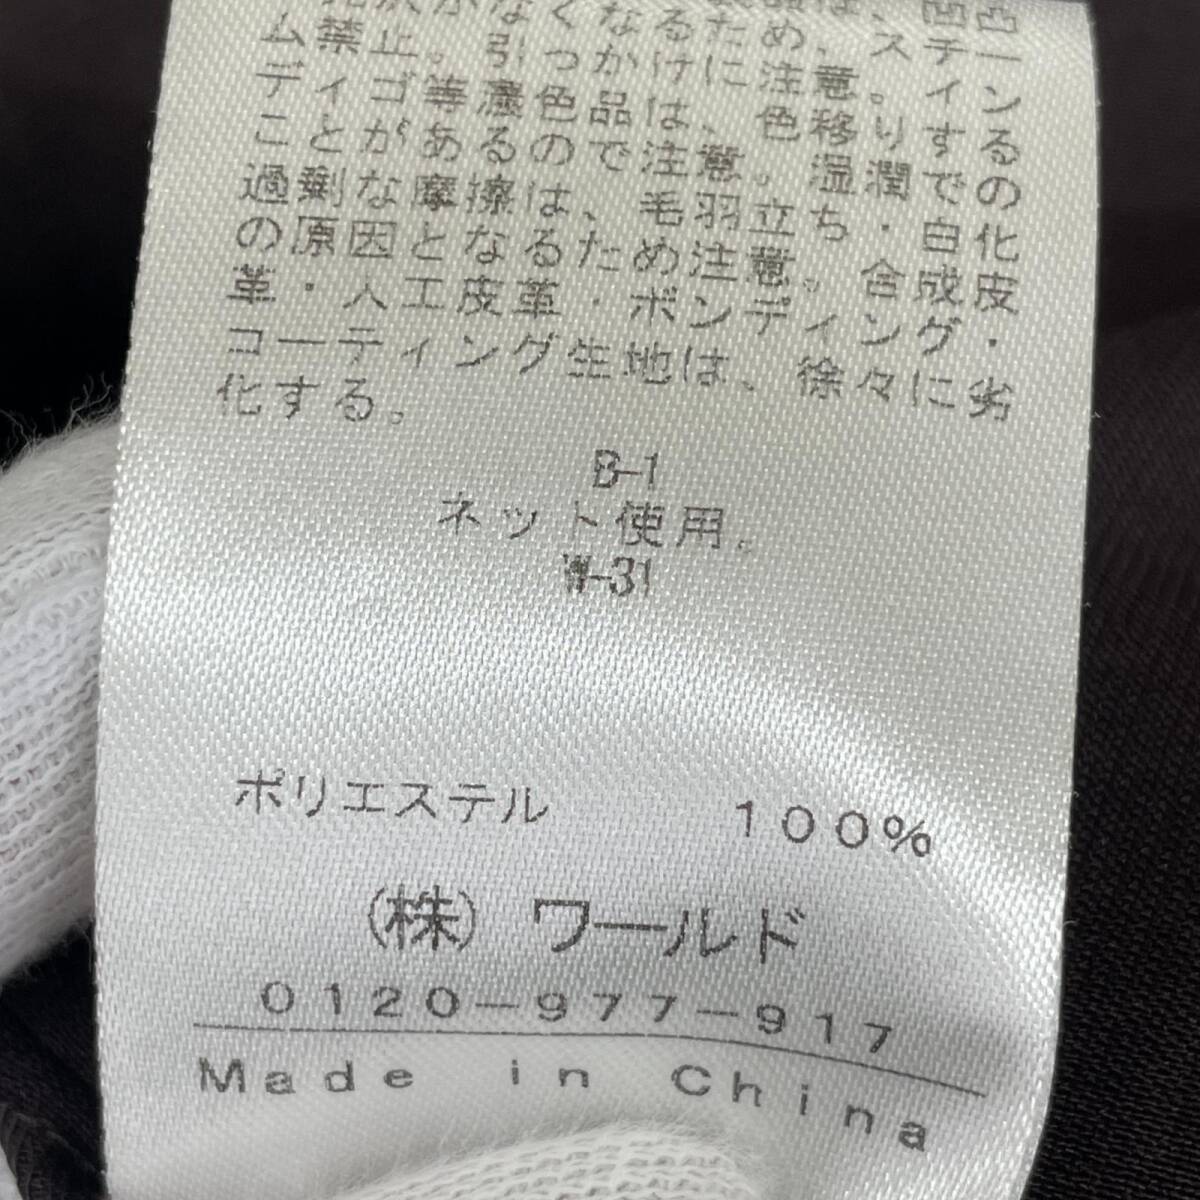 ム禁止。引っかけに注意。ティン
ディゴ等濃色品は、色移りする
ことがあるので注意。湿潤での
過剰な摩擦は、毛羽立ち・白化
の原因となるため注意。合成皮
革・人工皮革・ボンディング・
コーティング生地は、徐々に劣
化する。
B-1
ネット使用。
W-31
ポリエステル 100%
(株) ワールド
0120-977-917
Made in China